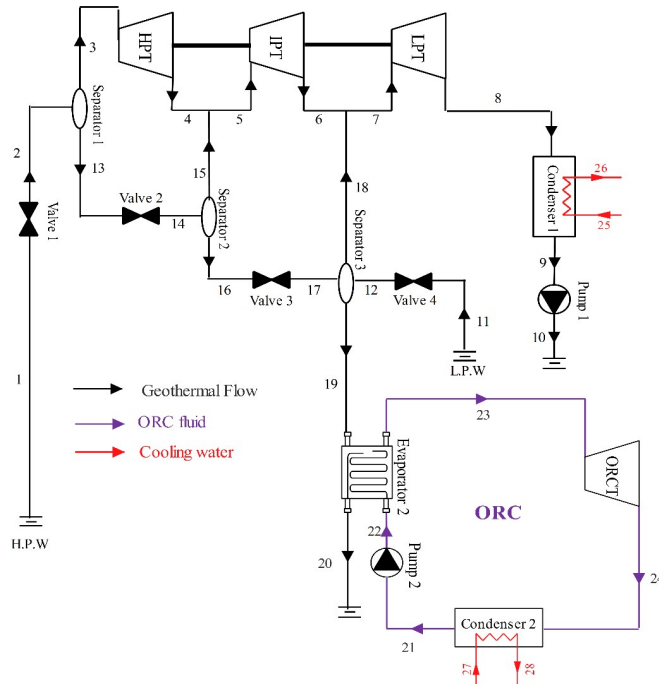 HPT
IPT
LPT
3
4
5
6
7
8
Separator 1
2
13
15
18
Valve 2
14
Separator 2
Separator 3
Condenser 1
26
25
Valve 1
16
Valve 3
17
12
Valve 4
11
9
Pump 1
10
L.P.W
1
19
Geothermal Flow
ORC fluid
Cooling water
23
Evaporator 2
ORCT
ORC
H.P.W
22
20
Pump 2
24
21
Condenser 2
27
28